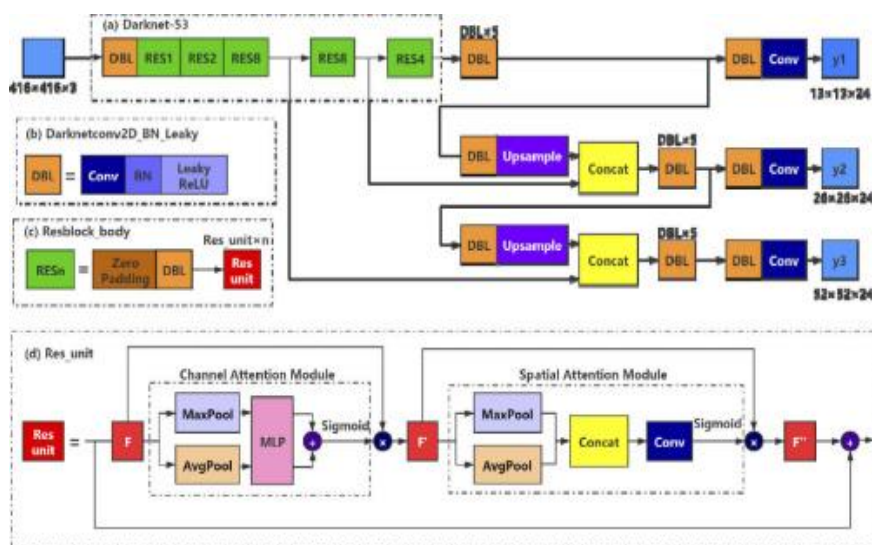 (a) Darknet-53
DBL×5
DBL RES1 RES2 RES8 RES8 RES4 DBL DBL Conv y1
416×416×3
13×13×24
(b) Darknetconv2D_BN_Leaky
DBL = Conv BN Leaky ReLU
DBL Upsample Concat DBL×5 DBL DBL Conv y2
26×26×24
(c) Resblock_body
Res_unit×n
RESn = Zero Padding DBL Res unit
DBL Upsample Concat DBL×5 DBL DBL Conv y3
52×52×24
(d) Res_unit
Channel Attention Module
Spatial Attention Module
MaxPool
Sigmoid
MaxPool
Sigmoid
Res unit = F MLP + × F' Concat Conv × F'' +
AvgPool
AvgPool